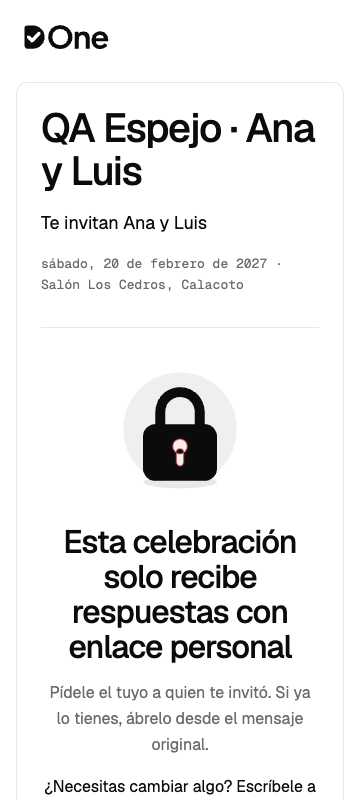 One
QA Espejo · Ana
y Luis
Te invitan Ana y Luis
sábado, 20 de febrero de 2027 ·
Salón Los Cedros, Calacoto
Esta celebración
solo recibe
respuestas con
enlace personal
Pídele el tuyo a quien te invitó. Si ya
lo tienes, ábrelo desde el mensaje
original.
¿Necesitas cambiar algo? Escríbele a